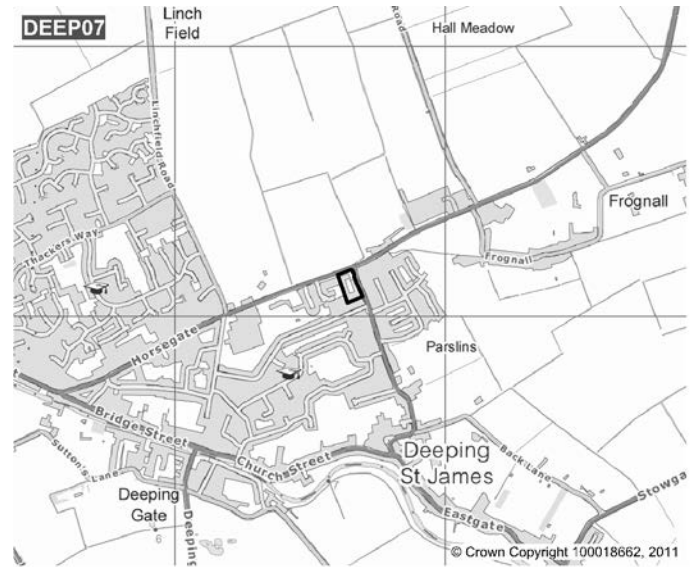 DEEP07
Linch
Field
Hall Meadow
Road
Linchfield Road
Frognall
Thackers Way
Frognall
Horsegate
Parslins
Bridge Street
Church Street
Deeping
St James
Back Lane
Stowga
Sutton's Lane
Deeping
Gate
Deeping
Eastgate
6
© Crown Copyright 100018662, 2011